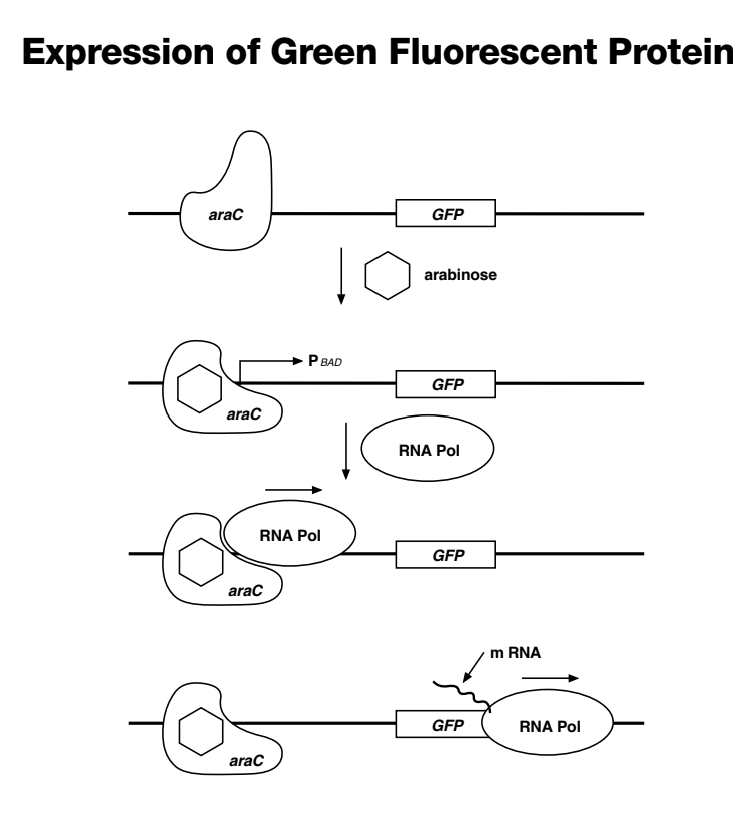 Expression of Green Fluorescent Protein
araC
GFP
arabinose
P BAD
GFP
araC
RNA Pol
RNA Pol
GFP
araC
m RNA
GFP
RNA Pol
araC